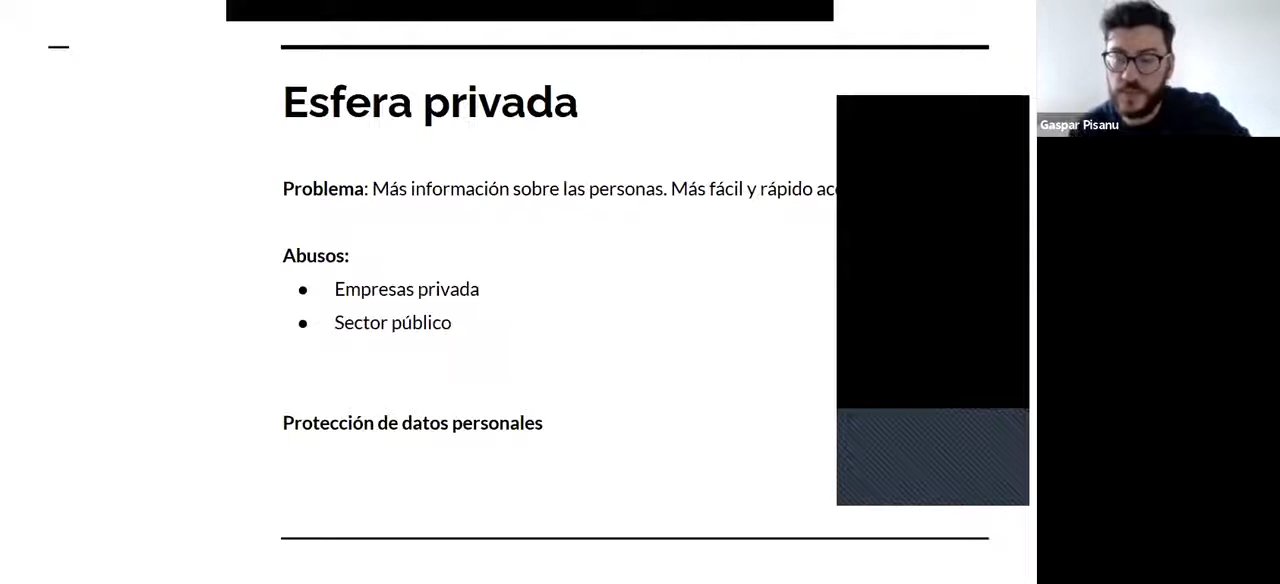 Esfera privada
Problema: Más información sobre las personas. Más fácil y rápido
Abusos:
● Empresas privada
● Sector público
Protección de datos personales
Gaspar Pisanu